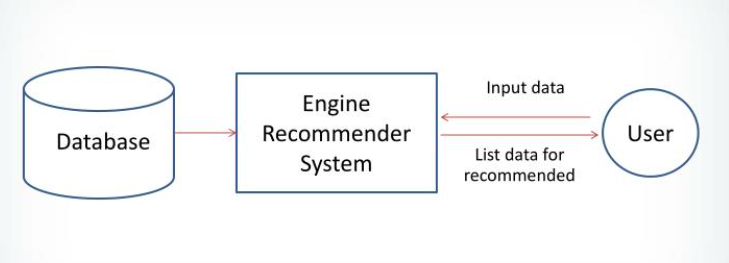 Database
Engine
Recommender
System
Input data
List data for
recommended
User